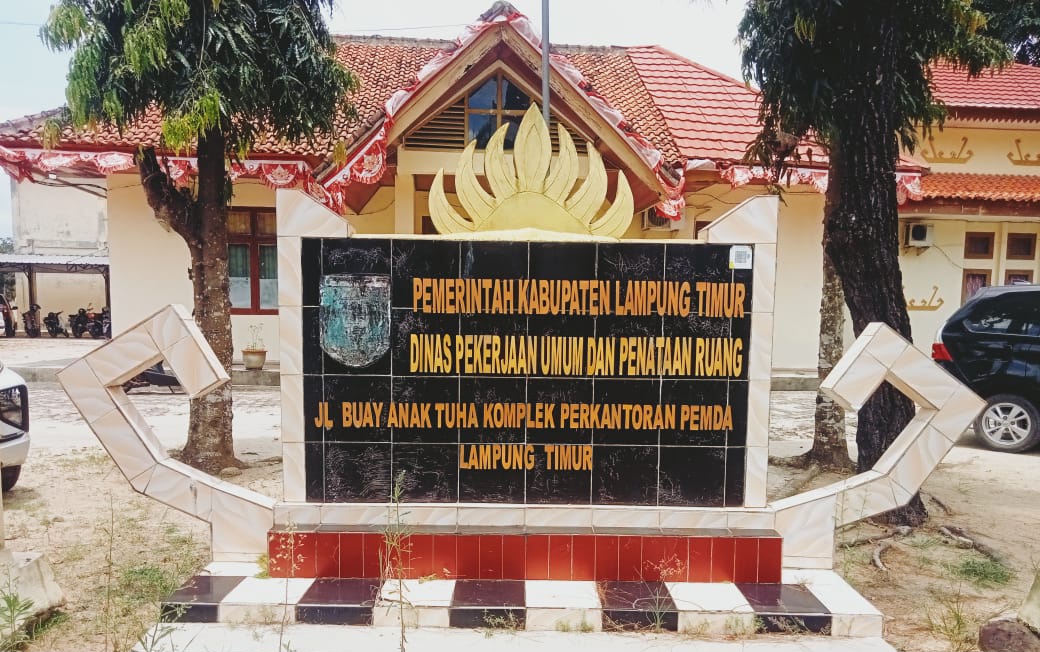 PEMERINTAH KABUPATEN LAMPUNG TIMUR
DINAS PEKERJAAN UMUM DAN PENATAAN RUANG
JL, BUAY ANAK TUHA KOMPLEK PERKANTORAN PEMDA
LAMPUNG TIMUR